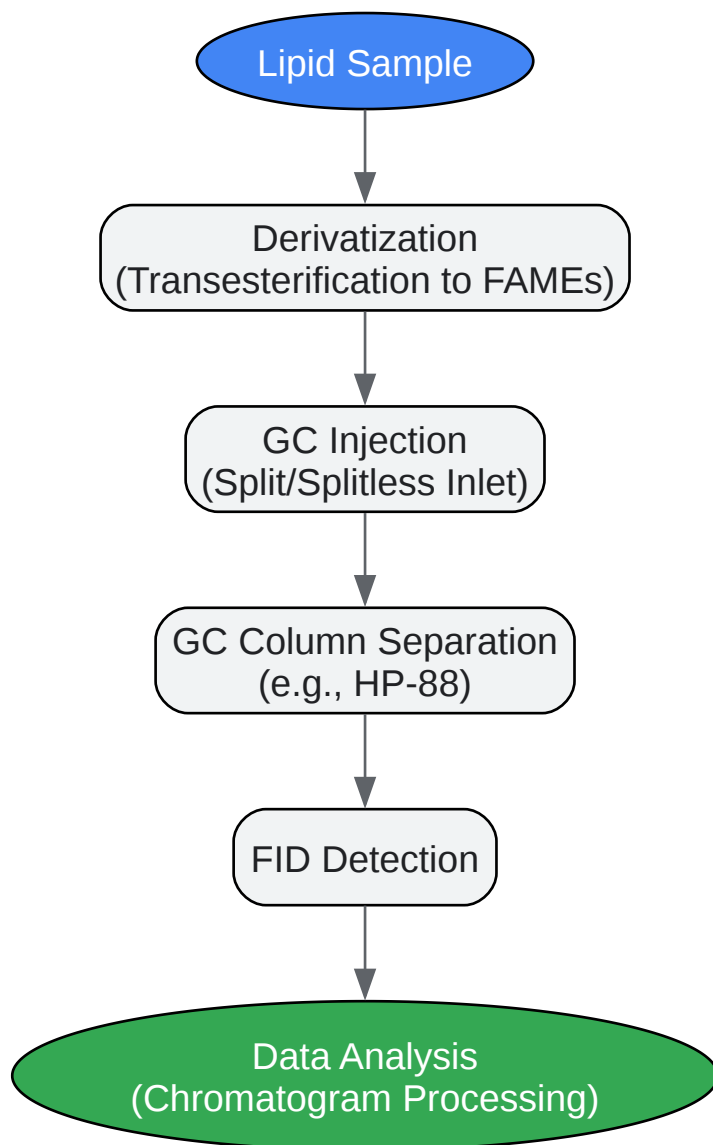 Lipid Sample
Derivatization
(Transesterification to FAMEs)
GC Injection
(Split/Splitless Inlet)
GC Column Separation
(e.g., HP-88)
FID Detection
Data Analysis
(Chromatogram Processing)